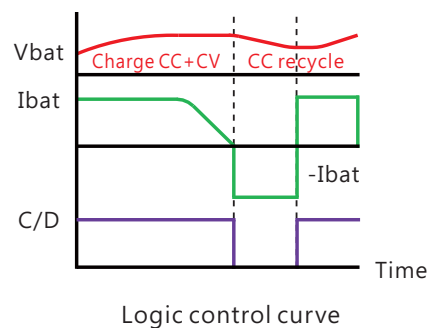 Vbat
Charge CC+CV
CC recycle
Ibat
-Ibat
C/D
Time
Logic control curve